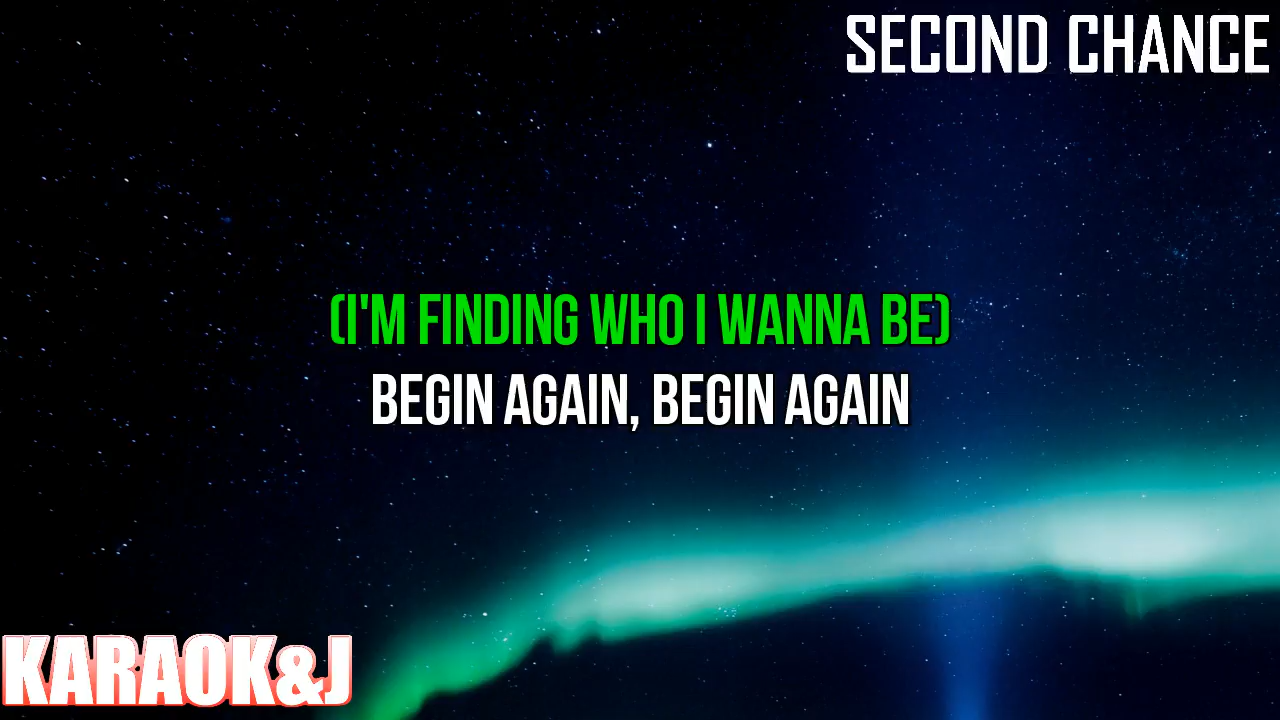 SECOND CHANCE
(I'M FINDING WHO I WANNA BE)
BEGIN AGAIN, BEGIN AGAIN
KARAOK&J